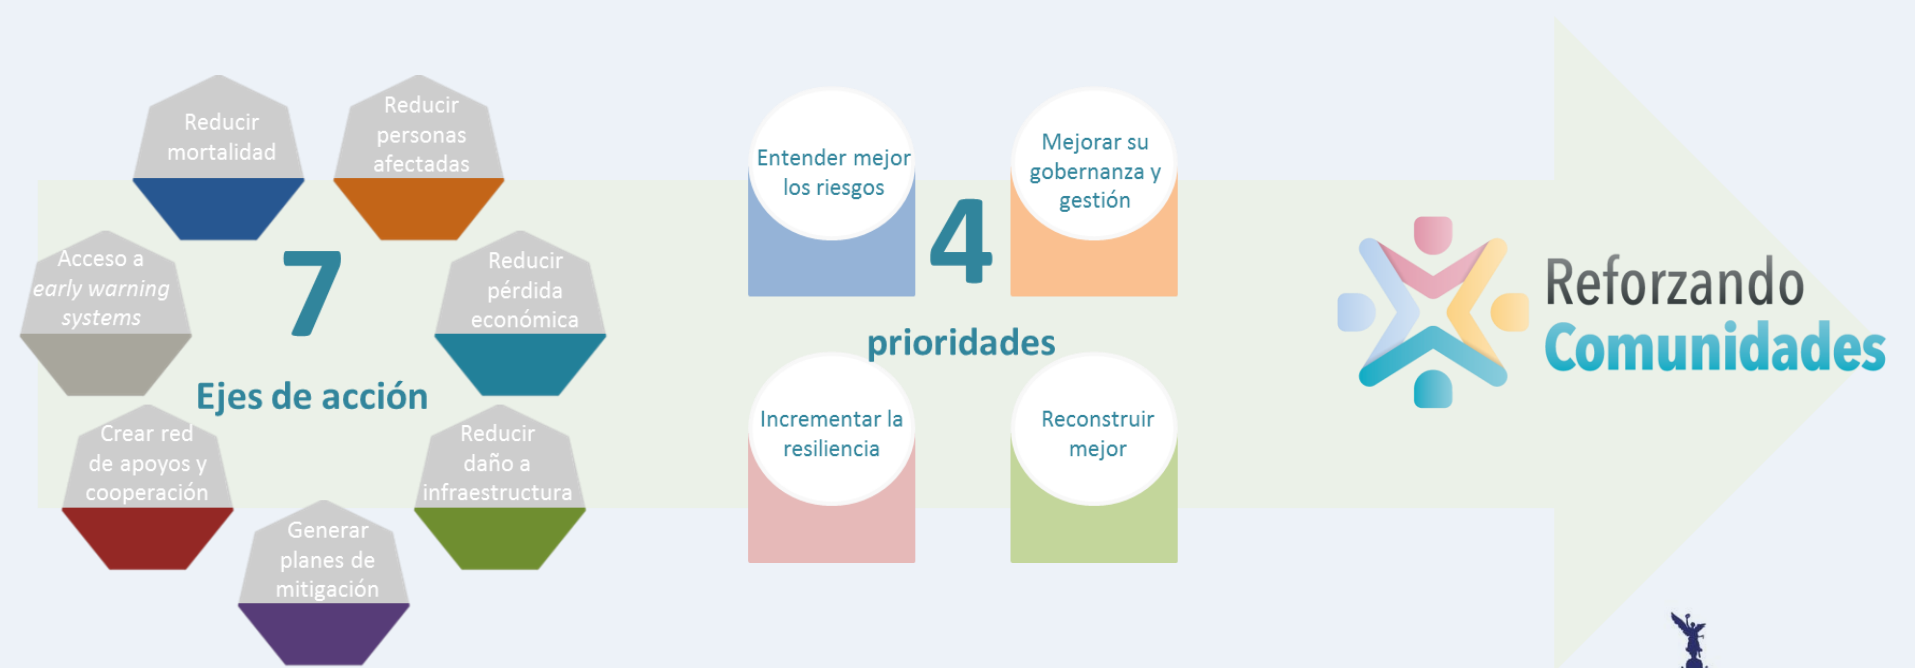 Reducir
mortalidad
Reducir
personas
afectadas
Acceso a
early warning
systems
7
Ejes de acción
Reducir
pérdida
económica
Crear red
de apoyos y
cooperación
Reducir
daño a
infraestructura
Generar
planes de
mitigación
Entender mejor
los riesgos
4
prioridades
Mejorar su
gobernanza y
gestión
Incrementar la
resiliencia
Reconstruir
mejor
Reforzando
Comunidades